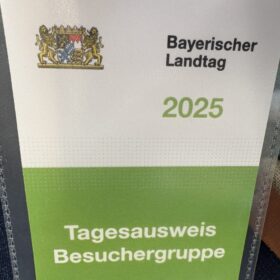 Bayerischer
Landtag
2025
Tagesausweis
Besuchergruppe